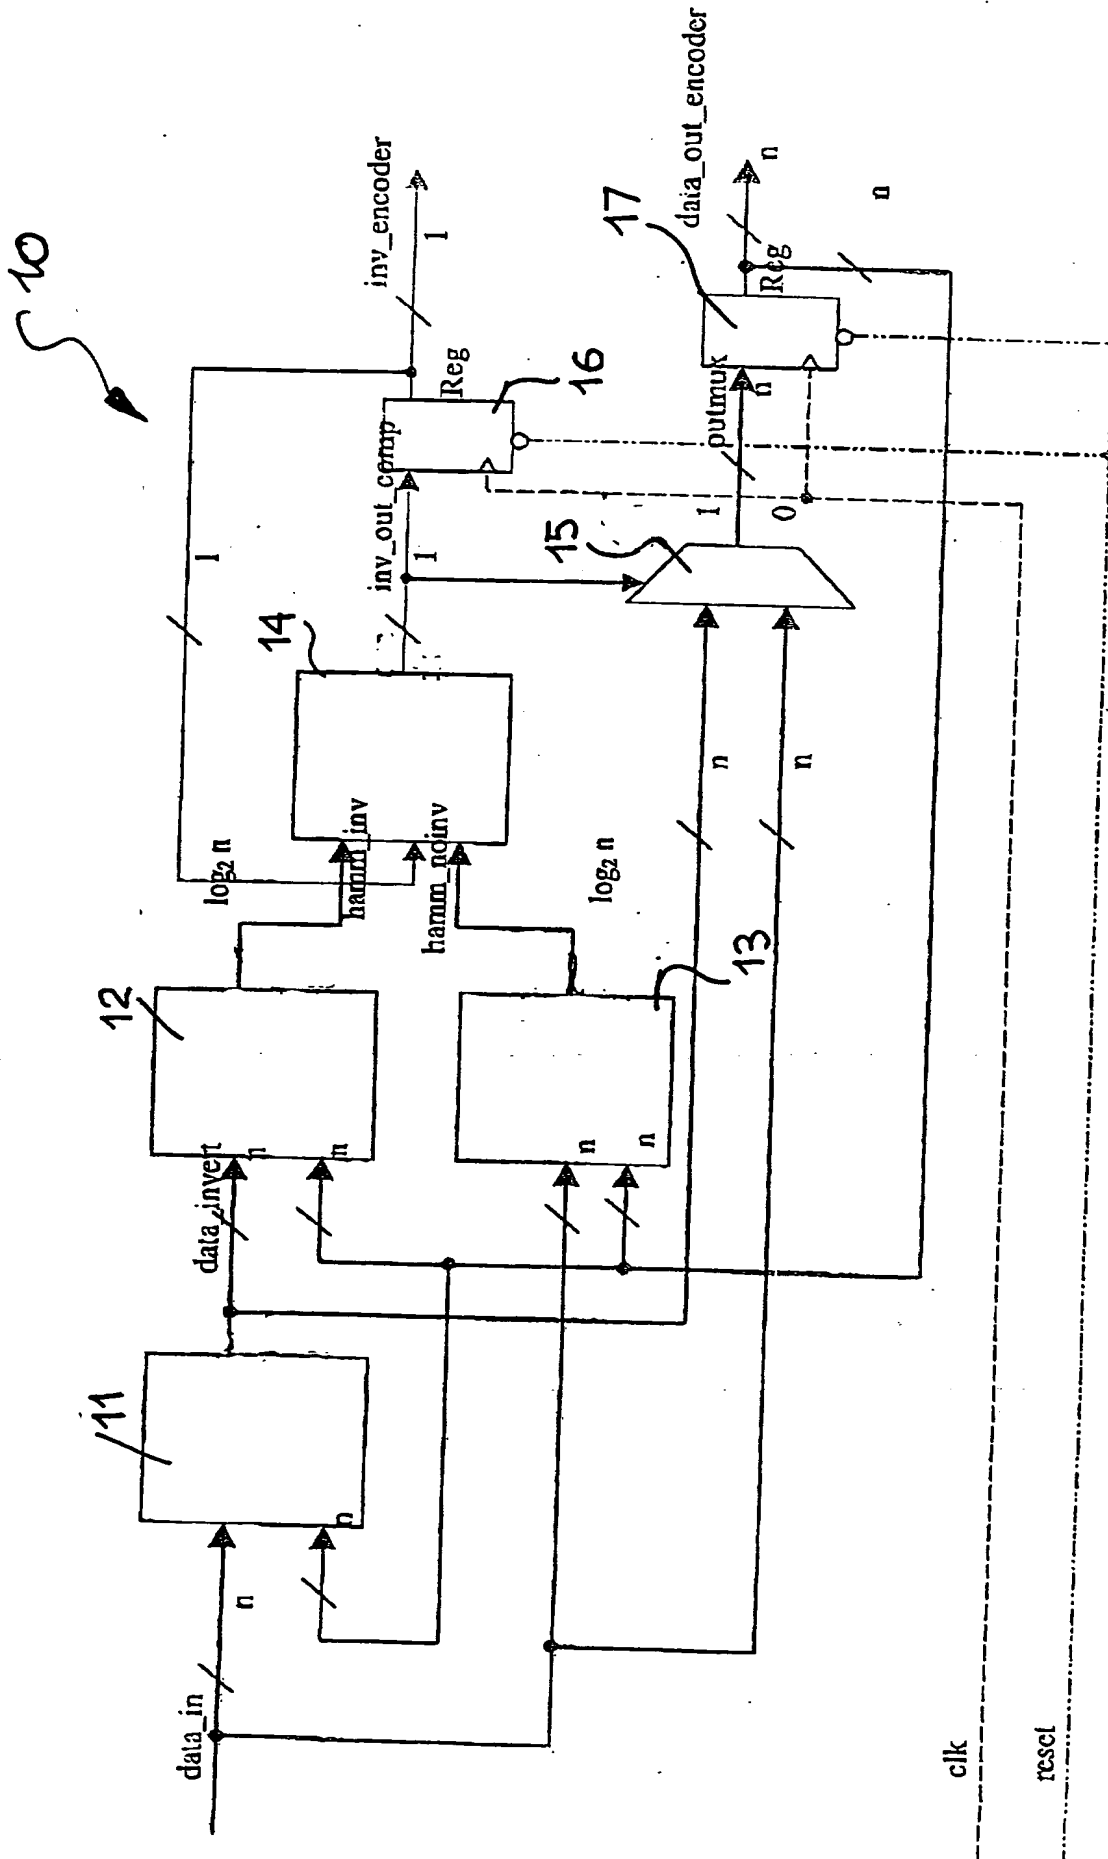 10
inv_encoder
1
data_out_encoder
n
n
17
Reg
Reg
16
1
inv_out_comp
1
outmux
n
1
0
15
14
hamm_inv
hamm_noinv
log₂ n
log₂ n
n
n
12
13
data_invert
n
n
n
n
11
n
n
data_in
clk
reset